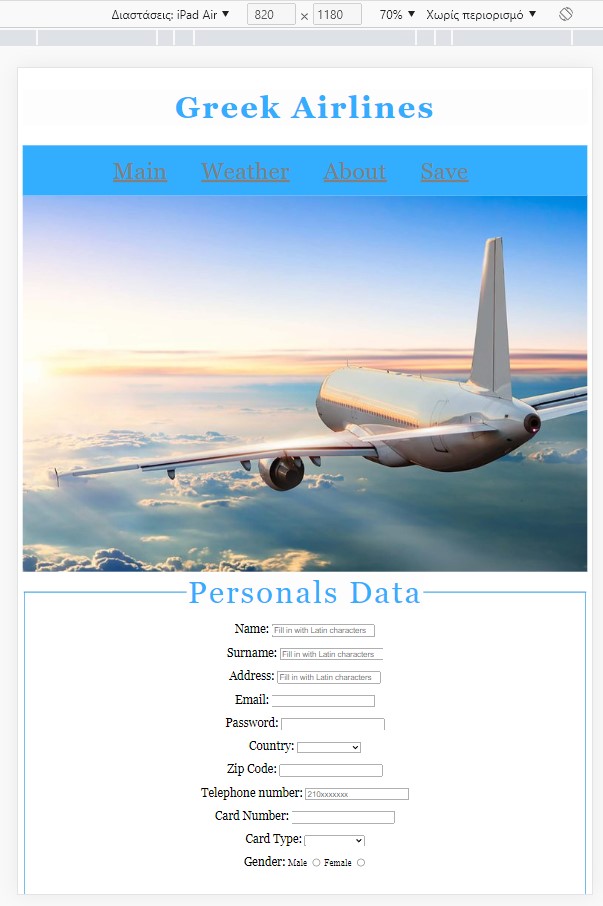 Διαστάσεις: iPad Air ▼ 820 × 1180 70% ▼ Χωρίς περιορισμό ▼
Greek Airlines
Main Weather About Save
Personals Data
Name: Fill in with Latin characters
Surname: Fill in with Latin characters
Address: Fill in with Latin characters
Email:
Password:
Country:
Zip Code:
Telephone number: 210xxxxxxx
Card Number:
Card Type:
Gender: Male Female